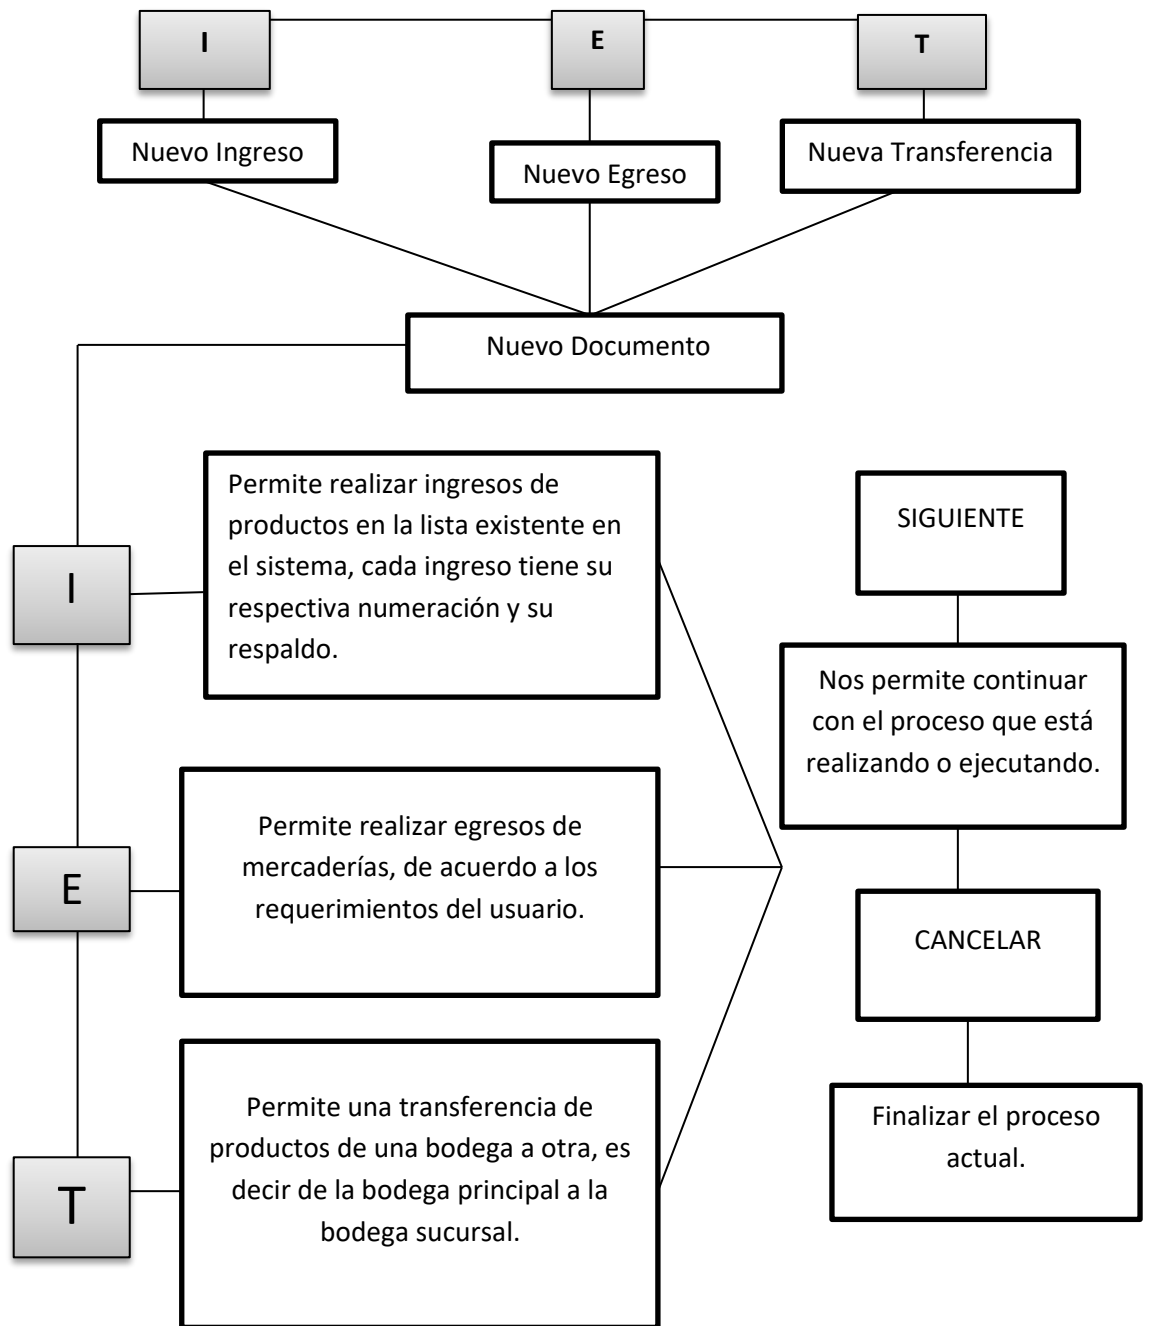 I
E
T
Nuevo Ingreso
Nuevo Egreso
Nueva Transferencia
Nuevo Documento
I
Permite realizar ingresos de
productos en la lista existente en
el sistema, cada ingreso tiene su
respectiva numeración y su
respaldo.
E
Permite realizar egresos de
mercaderías, de acuerdo a los
requerimientos del usuario.
T
Permite una transferencia de
productos de una bodega a otra, es
decir de la bodega principal a la
bodega sucursal.
SIGUIENTE
Nos permite continuar
con el proceso que está
realizando o ejecutando.
CANCELAR
Finalizar el proceso
actual.